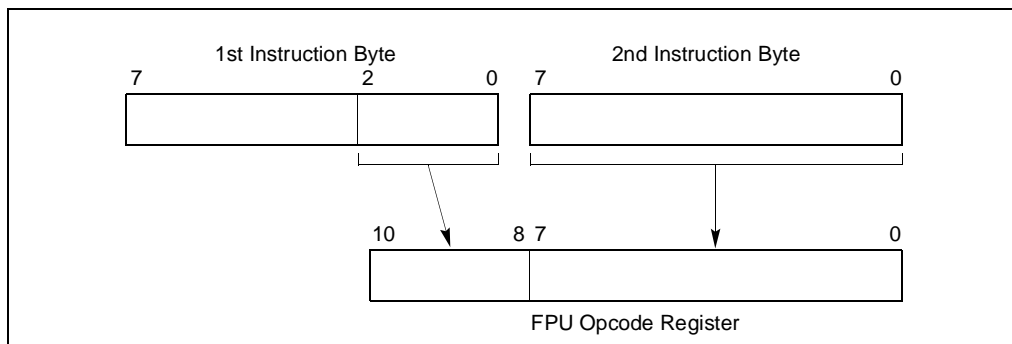 1st Instruction Byte 2nd Instruction Byte
7 2 0 7 0
10 8 7 0
FPU Opcode Register